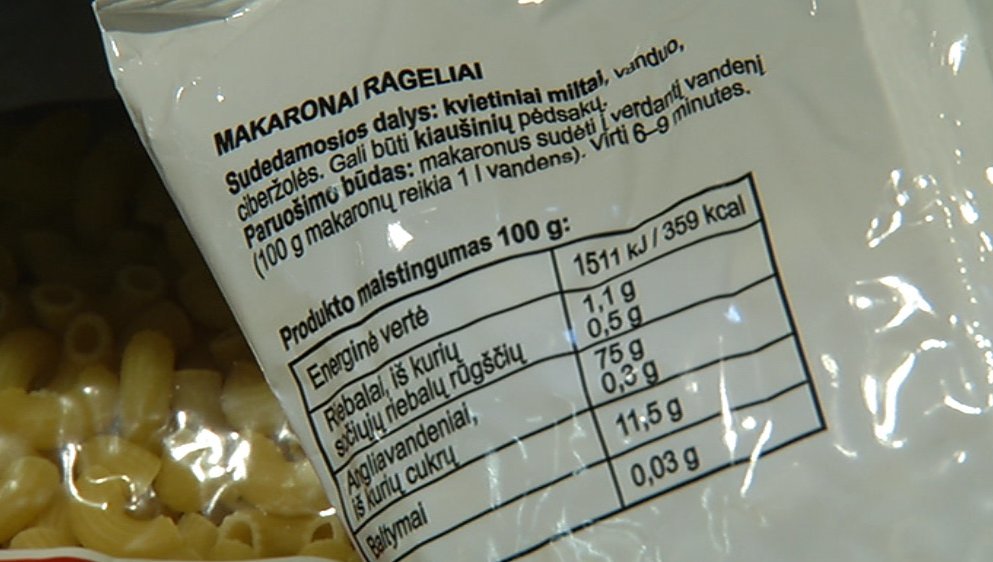 MAKARONAI RAGELIAI
Sudedamosios dalys: kvietiniai miltai, vanduo,
ciberžolės. Gali būti kiaušinių pėdsakų.
Paruošimo būdas: makaronus sudėti į verdantį vandenį
(100 g makaronų reikia 1 l vandens). Virti 6–9 minutes.
Produkto maistingumas 100 g:
Energinė vertė 1511 kJ / 359 kcal
Riebalai, iš kurių 1,1 g
sočiųjų riebalų rūgščių 0,5 g
Angliavandeniai, 75 g
iš kurių cukrų 0,3 g
Baltymai 11,5 g
0,03 g